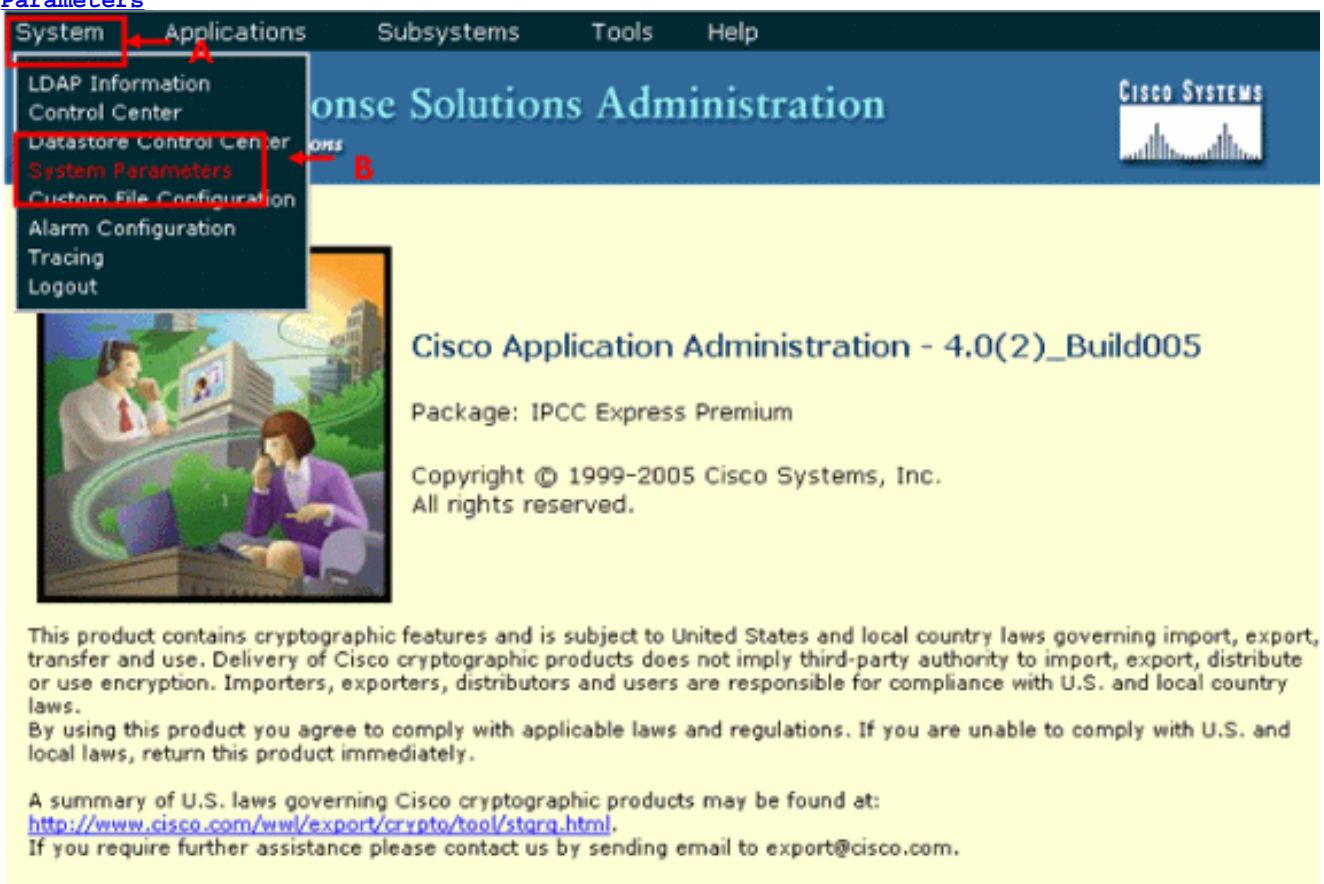 Parameters
System Applications Subsystems Tools Help
A
LDAP Information
Control Center
onse Solutions Administration
CISCO SYSTEMS
Datastore Control Center
ons
B
System Parameters
Custom File Configuration
Alarm Configuration
Tracing
Logout
Cisco Application Administration - 4.0(2)_Build005
Package: IPCC Express Premium
Copyright © 1999-2005 Cisco Systems, Inc.
All rights reserved.
This product contains cryptographic features and is subject to United States and local country laws governing import, export,
transfer and use. Delivery of Cisco cryptographic products does not imply third-party authority to import, export, distribute
or use encryption. Importers, exporters, distributors and users are responsible for compliance with U.S. and local country
laws.
By using this product you agree to comply with applicable laws and regulations. If you are unable to comply with U.S. and
local laws, return this product immediately.
A summary of U.S. laws governing Cisco cryptographic products may be found at:
http://www.cisco.com/wwl/export/crypto/tool/stqrg.html.
If you require further assistance please contact us by sending email to export@cisco.com.